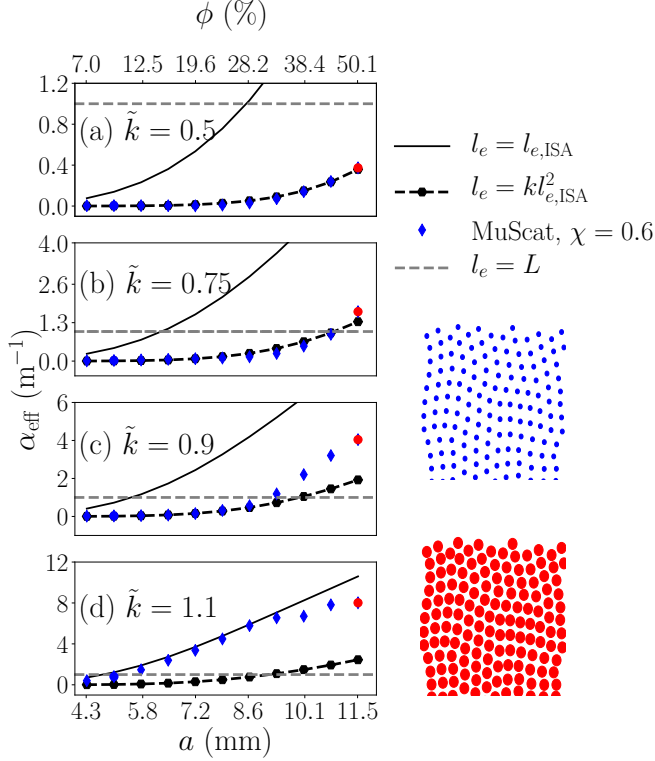 ϕ (%)
7.0 12.5 19.6 28.2 38.4 50.1
1.2
0.8
0.4
0.0
(a) k̃ = 0.5
4.0
2.6
1.3
0.0
(b) k̃ = 0.75
6
4
2
0
(c) k̃ = 0.9
12
8
4
0
(d) k̃ = 1.1
α_eff (m⁻¹)
4.3 5.8 7.2 8.6 10.1 11.5
a (mm)
l_e = l_{e,ISA}
l_e = kl²_{e,ISA}
MuScat, χ = 0.6
l_e = L